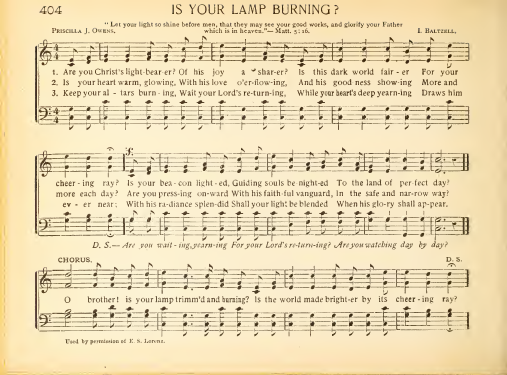 404
IS YOUR LAMP BURNING?
"Let your light so shine before men, that they may see your good works, and glorify your Father
PRISCILLA J. OWENS.
which is in heaven."—Matt. 5:16.
I. BALTZELL.
1. Are you Christ's light-bear-er? Of his joy a shar-er? Is this dark world fair-er For your
2. Is your heart warm, glowing, With his love o'er-flow-ing, And his good ness show-ing More and
3. Keep your al-tars burn-ing, Wait your Lord's re-turn-ing, While your heart's deep yearn-ing Draws him
cheer-ing ray? Is your bea-con light-ed, Guiding souls be-night-ed To the land of per-fect day?
more each day? Are you press-ing on-ward With his faith ful vanguard, In the safe and nar-row way?
ev-er near; With his ra-diance splen-did Shall your light be blended When his glo-ry shall ap-pear.
D. S.—Are you wait-ing, yearn-ing For your Lord's re-turn-ing? Are you watching day by day?
CHORUS.
D. S.
O brother! is your lamp trimm'd and burning? Is the world made bright-er by its cheer-ing ray?
Used by permission of E. S. Lorenz.